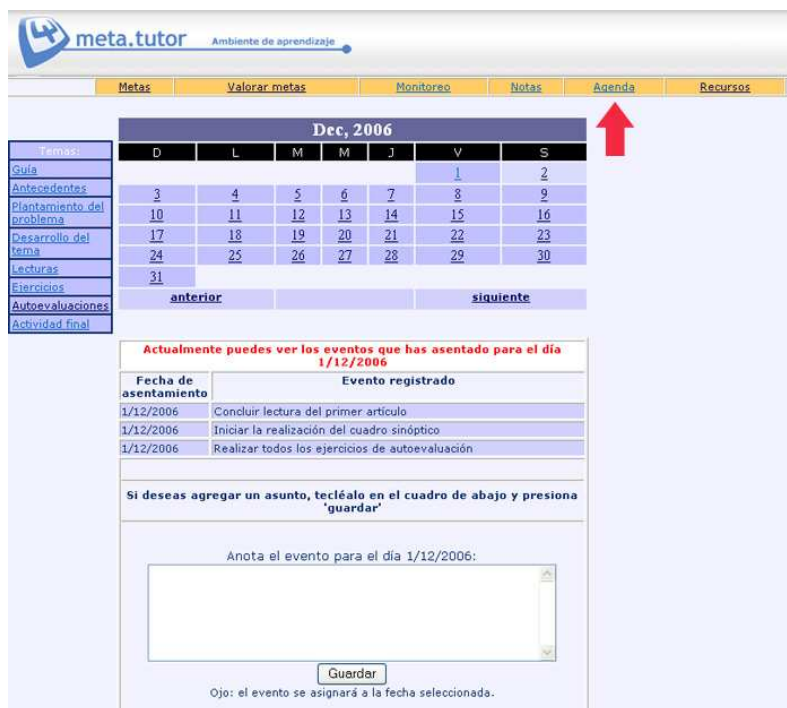 meta.tutor Ambiente de aprendizaje
Metas Valorar metas Monitoreo Notas Agenda Recursos
Dec, 2006
Temas:
Guía
Antecedentes
Plantamiento del
problema
Desarrollo del
tema
Lecturas
Ejercicios
Autoevaluaciones
Actividad final
D L M M J V S
1 2
3 4 5 6 7 8 9
10 11 12 13 14 15 16
17 18 19 20 21 22 23
24 25 26 27 28 29 30
31
anterior siguiente
Actualmente puedes ver los eventos que has asentado para el día
1/12/2006
Fecha de
asentamiento
Evento registrado
1/12/2006 Concluir lectura del primer artículo
1/12/2006 Iniciar la realización del cuadro sinóptico
1/12/2006 Realizar todos los ejercicios de autoevaluación
Si deseas agregar un asunto, tecléalo en el cuadro de abajo y presiona
'guardar'
Anota el evento para el día 1/12/2006:
Guardar
Ojo: el evento se asignará a la fecha seleccionada.